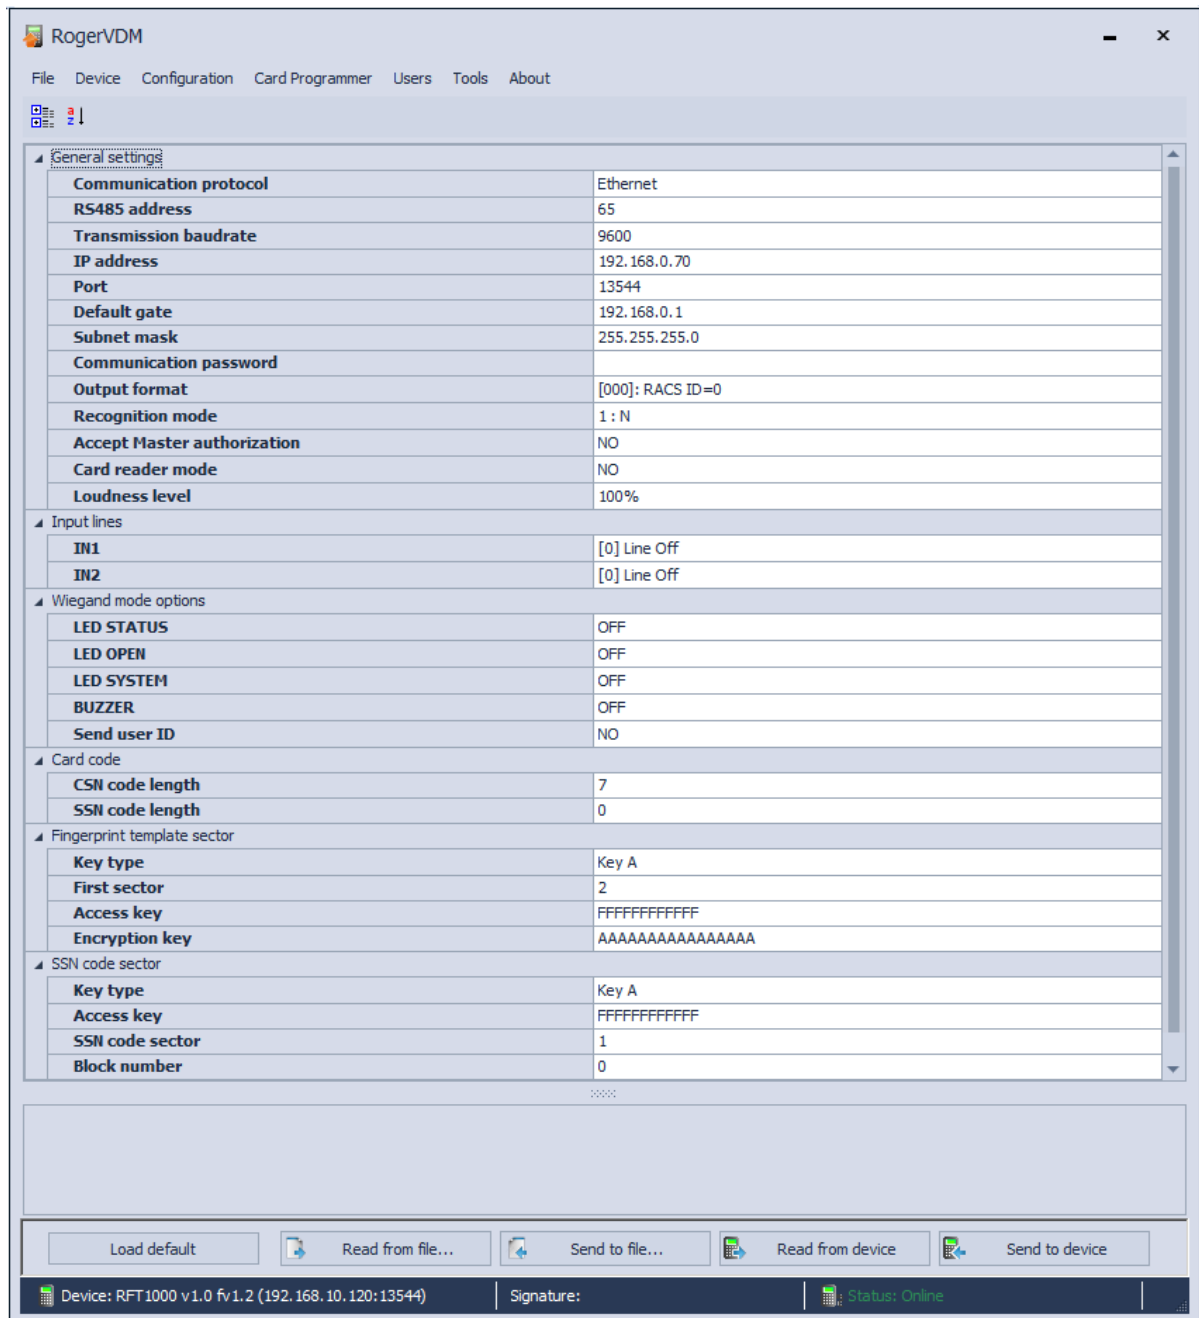 RogerVDM
File Device Configuration Card Programmer Users Tools About
General settings
Communication protocol Ethernet
RS485 address 65
Transmission baudrate 9600
IP address 192.168.0.70
Port 13544
Default gate 192.168.0.1
Subnet mask 255.255.255.0
Communication password
Output format [000]: RACS ID=0
Recognition mode 1 : N
Accept Master authorization NO
Card reader mode NO
Loudness level 100%
Input lines
IN1 [0] Line Off
IN2 [0] Line Off
Wiegand mode options
LED STATUS OFF
LED OPEN OFF
LED SYSTEM OFF
BUZZER OFF
Send user ID NO
Card code
CSN code length 7
SSN code length 0
Fingerprint template sector
Key type Key A
First sector 2
Access key FFFFFFFFFFFF
Encryption key AAAAAAAAAAAAAAAA
SSN code sector
Key type Key A
Access key FFFFFFFFFFFF
SSN code sector 1
Block number 0
Load default Read from file... Send to file... Read from device Send to device
Device: RFT1000 v1.0 fv1.2 (192.168.10.120:13544) Signature: Status: Online